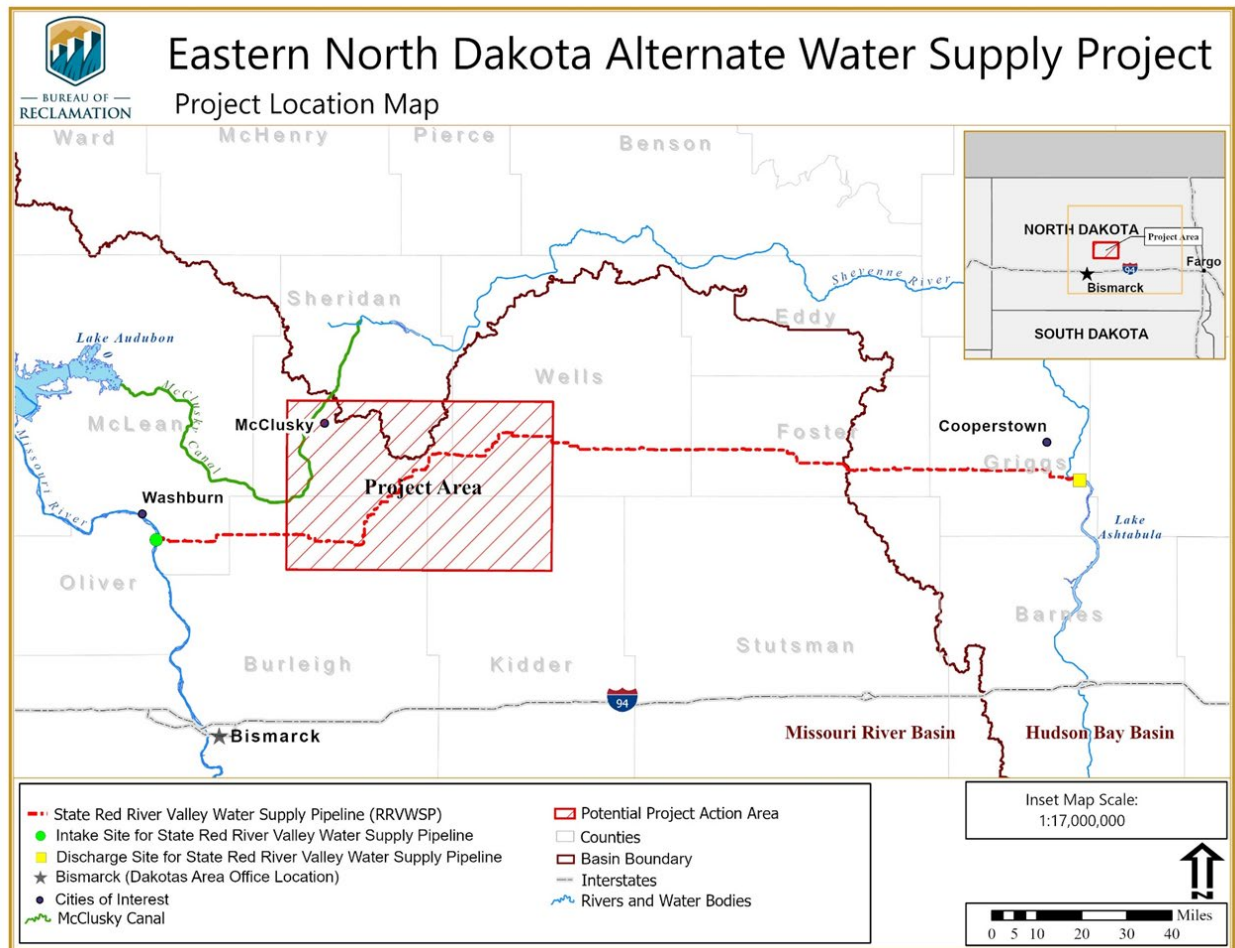 Eastern North Dakota Alternate Water Supply Project
Project Location Map
BUREAU OF
RECLAMATION
Ward
McHenry
Pierce
Benson
NORTH DAKOTA
Project Area
94
Fargo
Bismarck
SOUTH DAKOTA
Sheyenne River
Sheridan
Eddy
Lake Audubon
Wells
McClusky Canal
McLean
McClusky
Foster
Cooperstown
Griggs
Missouri River
Washburn
Project Area
Lake
Ashtabula
Oliver
Barnes
Burleigh
Kidder
Stutsman
94
Bismarck
Missouri River Basin
Hudson Bay Basin
State Red River Valley Water Supply Pipeline (RRVWSP)
Intake Site for State Red River Valley Water Supply Pipeline
Discharge Site for State Red River Valley Water Supply Pipeline
Bismarck (Dakotas Area Office Location)
Cities of Interest
McClusky Canal
Potential Project Action Area
Counties
Basin Boundary
Interstates
Rivers and Water Bodies
Inset Map Scale:
1:17,000,000
N
Miles
0 5 10 20 30 40